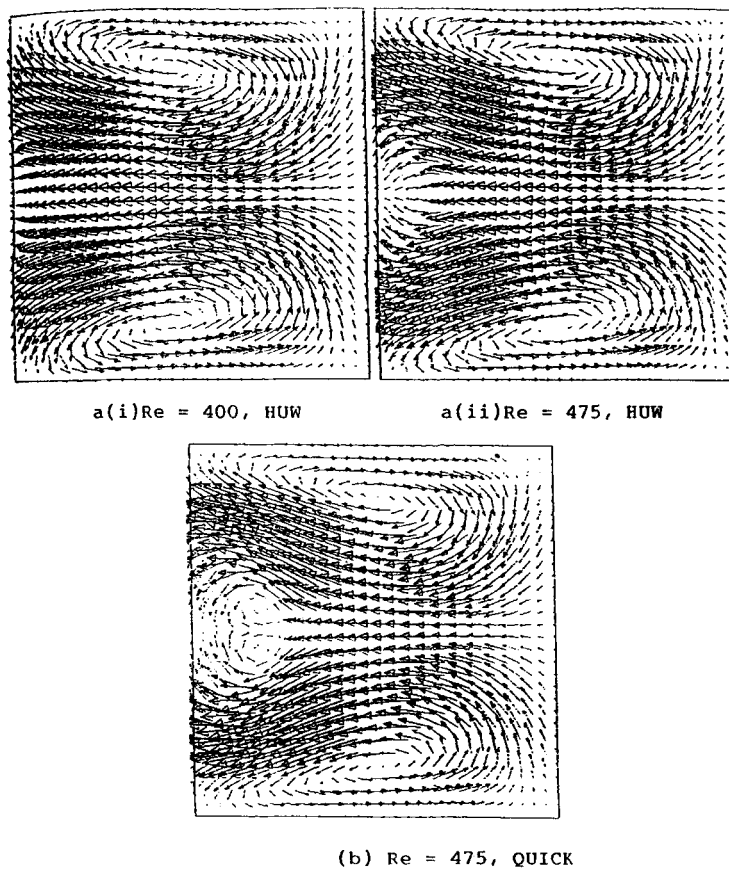 a(i)Re = 400, HUW
a(ii)Re = 475, HUW
(b) Re = 475, QUICK